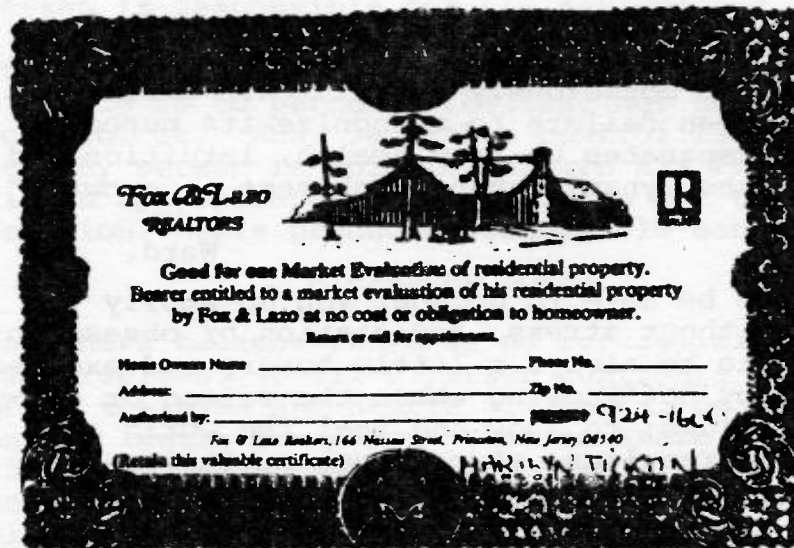 Fox & Lazo
REALTORS
R
Good for one Market Evaluation of residential property.
Bearer entitled to a market evaluation of his residential property
by Fox & Lazo at no cost or obligation to homeowner.
Return or call for appointment.
Home Owners Name Phone No.
Address: Zip No.
Authorized by: 924-
Fox & Lazo Realtors, 166 Nassau Street, Princeton, New Jersey 08540
(Retain this valuable certificate) MARILYN